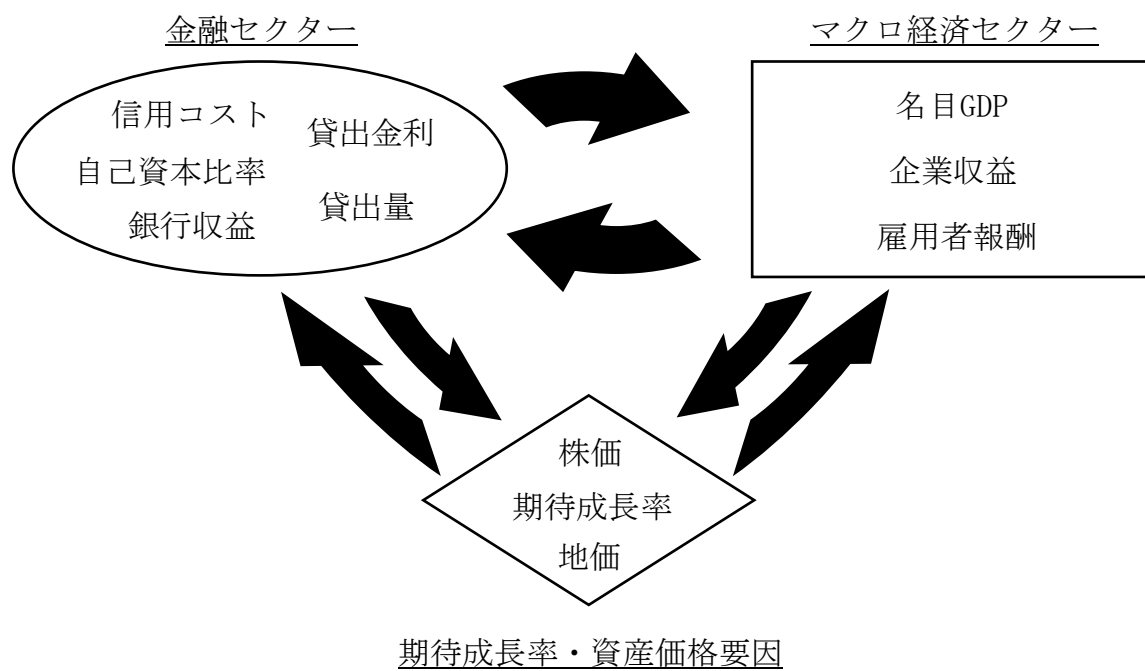 金融セクター
マクロ経済セクター
信用コスト
貸出金利
自己資本比率
貸出量
銀行収益
名目GDP
企業収益
雇用者報酬
株価
期待成長率
地価
期待成長率・資産価格要因